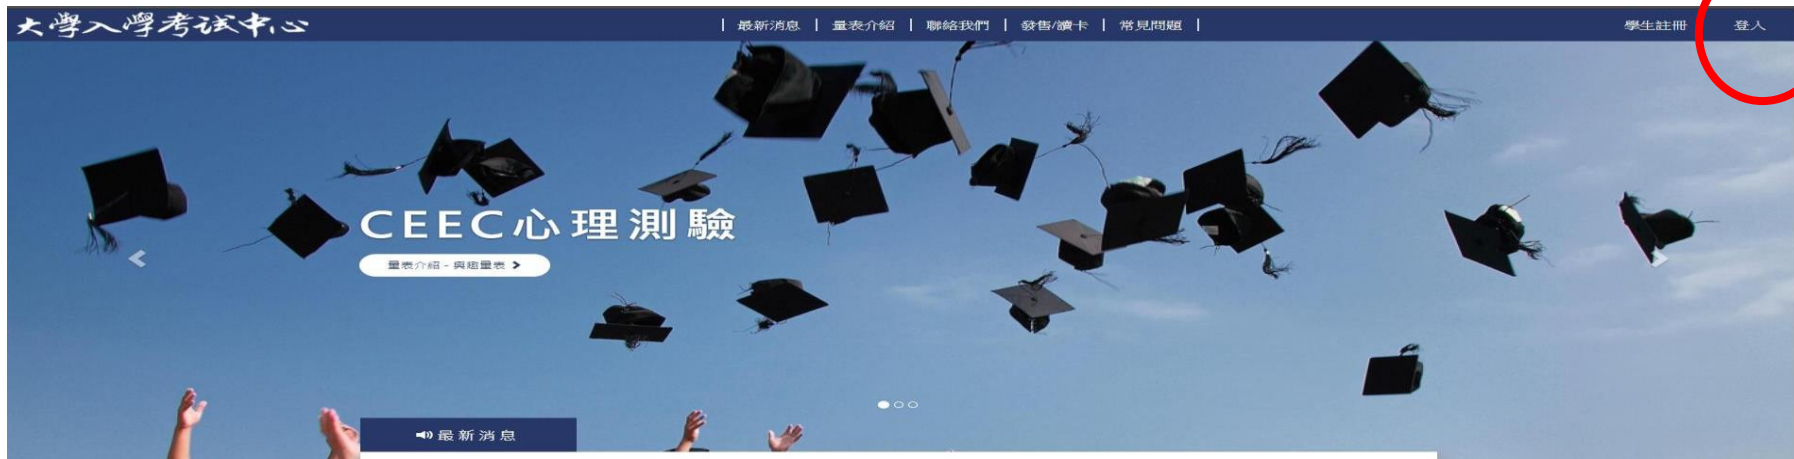 大學入學考試中心 | 最新消息 | 量表介紹 | 聯絡我們 | 發售/讀卡 | 常見問題 | 學生註冊 登入
CEEC心理測驗
量表介紹 - 興趣量表 >
最新消息